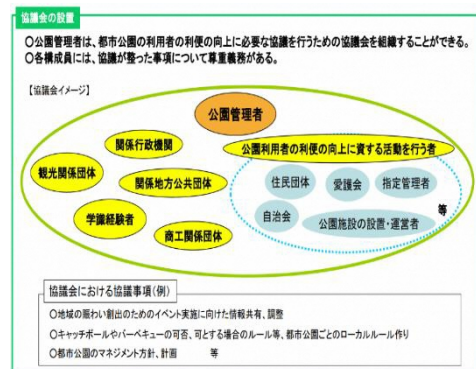 協議会の設置
○公園管理者は、都市公園の利用者の利便の向上に必要な協議を行うための協議会を組織することができる。
○各構成員には、協議が整った事項について尊重義務がある。
【協議会イメージ】
公園管理者
関係行政機関
公園利用者の利便の向上に資する活動を行う者
観光関係団体
関係地方公共団体
住民団体
愛護会
指定管理者
学識経験者
自治会
公園施設の設置・運営者
等
商工関係団体
協議会における協議事項(例)
○地域の賑わい創出のためのイベント実施に向けた情報共有、調整
○キャッチボールやバーベキューの可否、可とする場合のルール等、都市公園ごとのローカルルール作り
○都市公園のマネジメント方針、計画 等